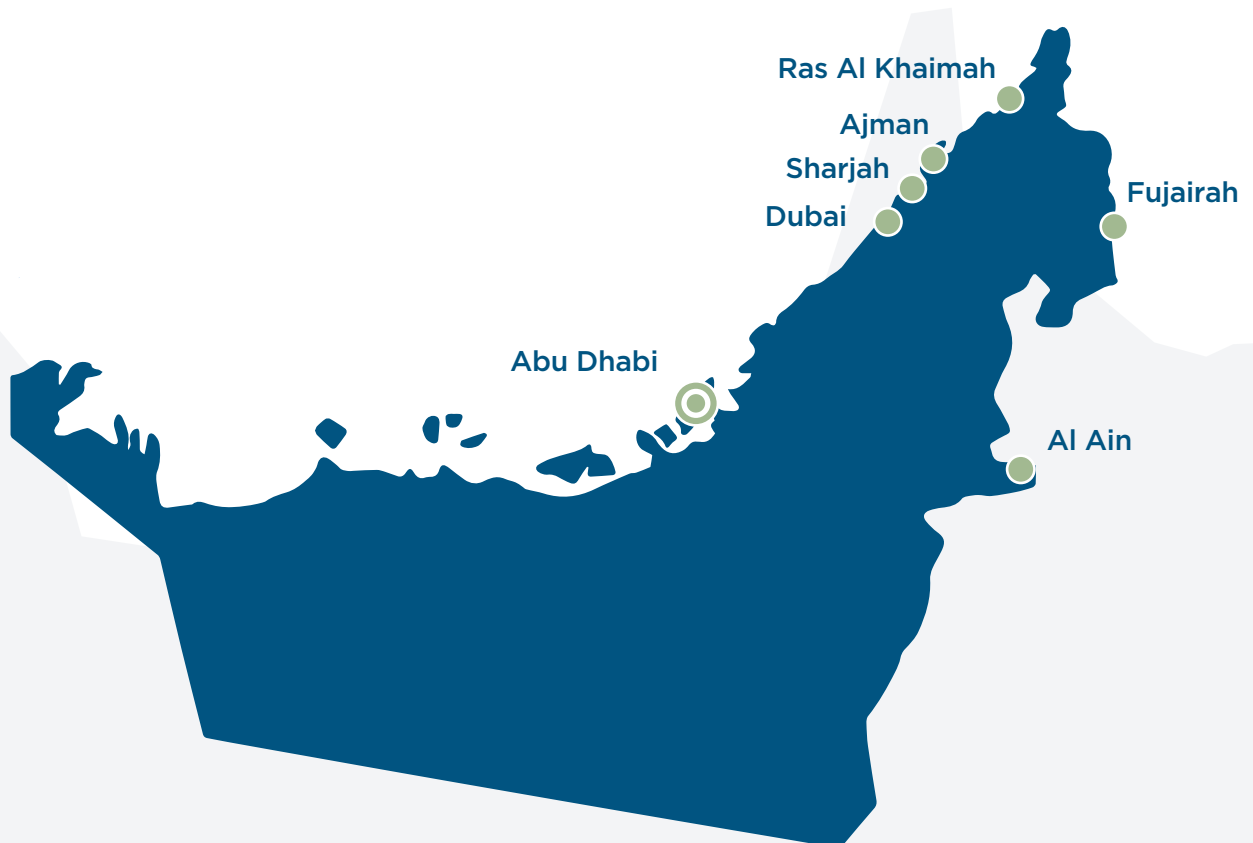 Ras Al Khaimah
Ajman
Sharjah
Fujairah
Dubai
Abu Dhabi
Al Ain